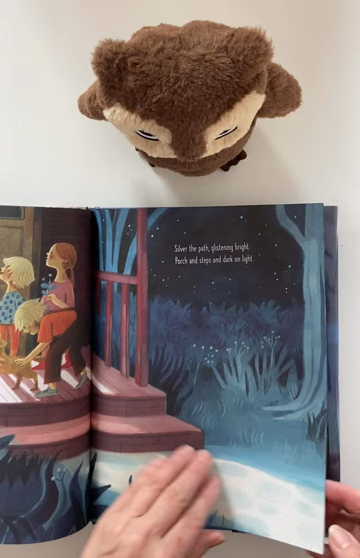 Silver the path, glistening bright.
Porch and steps and dark on light.